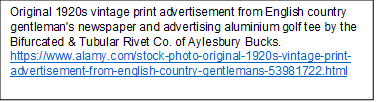 Original 1920s vintage print advertisement from English country
gentleman's newspaper and advertising aluminium golf tee by the
Bifurcated & Tubular Rivet Co. of Aylesbury Bucks.
https://www.alamy.com/stock-photo-original-1920s-vintage-print-
advertisement-from-english-country-gentlemans-53981722.html